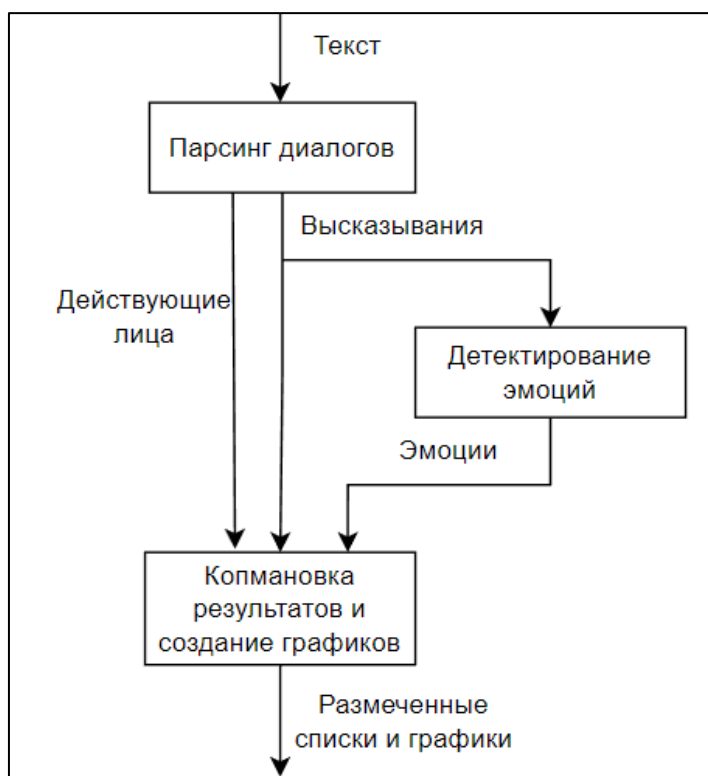 Текст
Парсинг диалогов
Высказывания
Действующие
лица
Детектирование
эмоций
Эмоции
Копмановка
результатов и
создание графиков
Размеченные
списки и графики